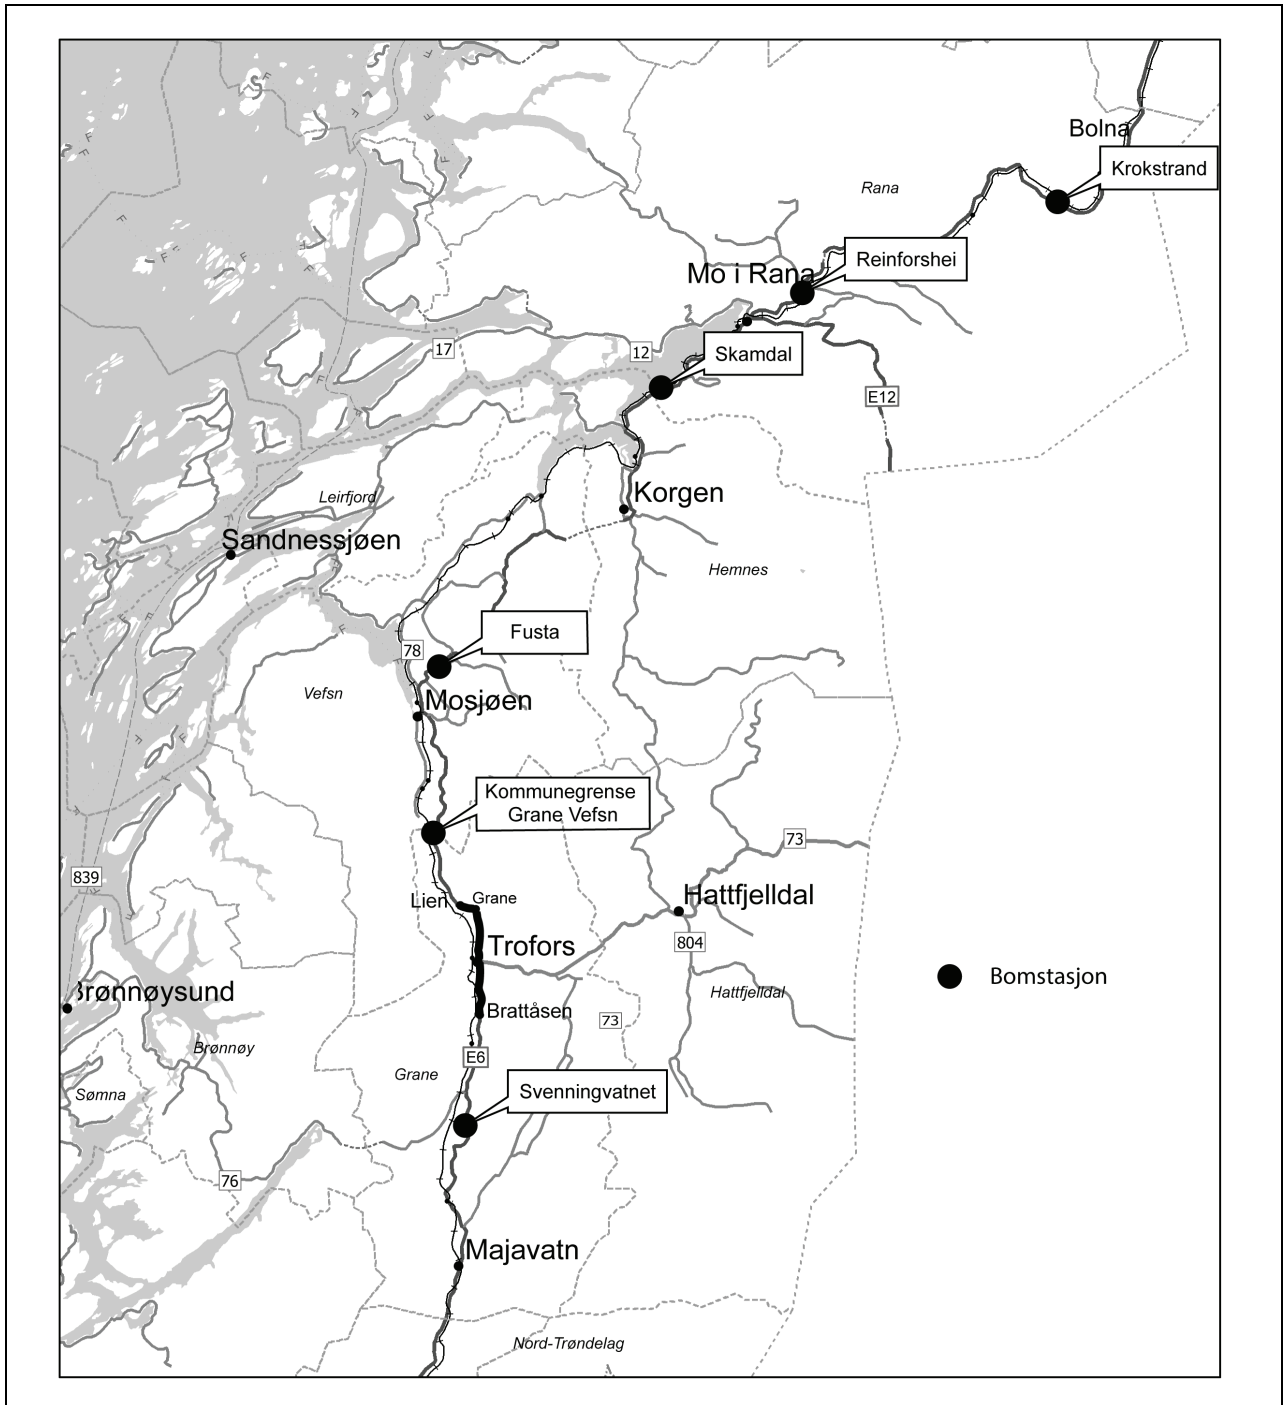 Bolna
Krokstrand
Rana
Reinforshei
Mo i Rana
17
12
Skamdal
E12
Korgen
Leirfjord
Sandnessjøen
Hemnes
Fusta
78
Vefsn
Mosjøen
Kommunegrense
Grane Vefsn
73
839
Lien
Grane
Hattfjelldal
Trofors
804
Bomstasjon
Brønnøysund
Hattfjelldal
Brattåsen
73
Brønnøy
E6
Grane
Sømna
Svenningvatnet
76
Majavatn
Nord-Trøndelag